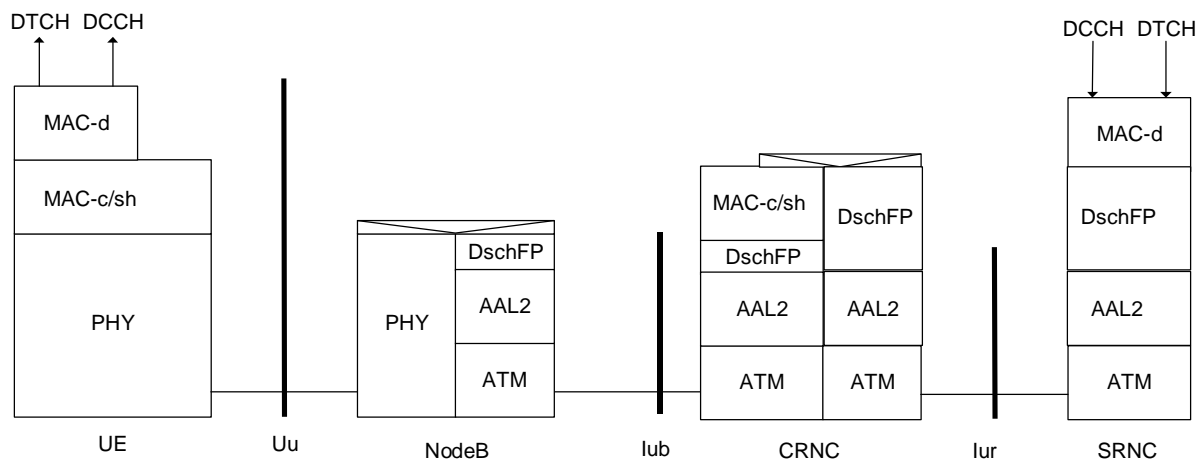 DTCH DCCH
DCCH DTCH
MAC-d
MAC-d
MAC-c/sh
MAC-c/sh
DschFP
DschFP
DschFP
DschFP
PHY
PHY
AAL2
AAL2
AAL2
AAL2
ATM
ATM
ATM
ATM
UE
Uu
NodeB
Iub
CRNC
Iur
SRNC